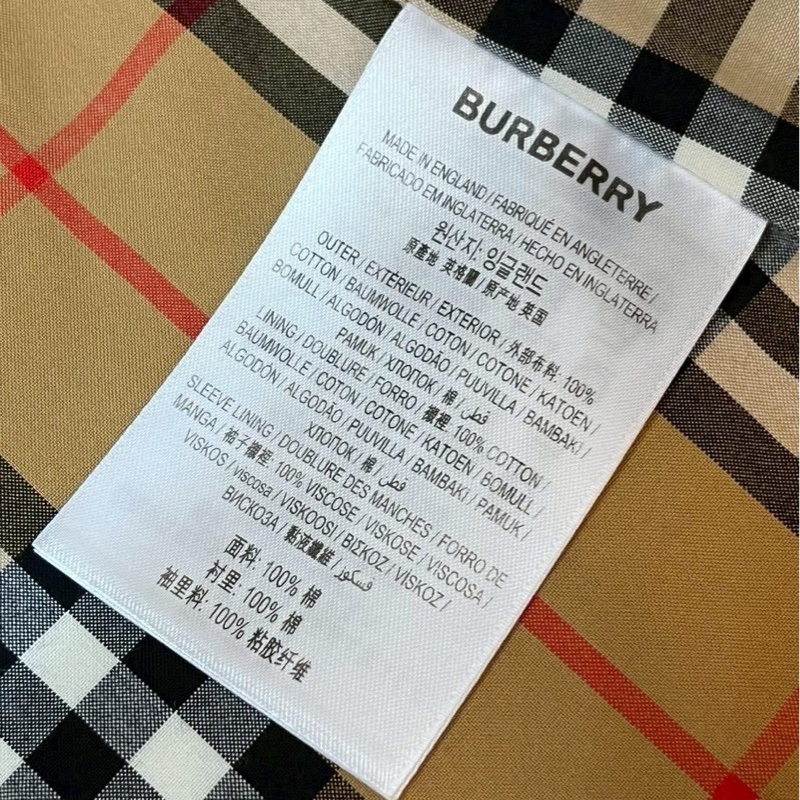 BURBERRY
MADE IN ENGLAND / FABRIQUÉ EN ANGLETERRE /
FABRICADO EM INGLATERRA / HECHO EN INGLATERRA
원산지: 잉글랜드
原產地 英格蘭 / 原产地 英国
OUTER / EXTÉRIEUR / EXTERIOR / 外部布料: 100%
COTTON / BAUMWOLLE / COTON / COTONE / KATOEN /
BOMULL / ALGODÓN / ALGODÃO / PUUVILLA / BAMBAKI /
PAMUK / ХЛОПОК / 棉 / قطن
LINING / DOUBLURE / FORRO / 襯裡: 100% COTTON /
BAUMWOLLE / COTON / COTONE / KATOEN / BOMULL /
ALGODÓN / ALGODÃO / PUUVILLA / BAMBAKI / PAMUK /
ХЛОПОК / 棉 / قطن
SLEEVE LINING / DOUBLURE DES MANCHES / FORRO DE
MANGA / 袖子襯裡: 100% VISCOSE / VISKOSE / VISCOSA /
VISKOS / viscosa / VISKOOSI / ΒΙΣΚΟΖ / VISKOZ /
ВИСКОЗА / 黏液纖維 / فسكوز
面料: 100% 棉
衬里: 100% 棉
袖里料: 100% 粘胶纤维